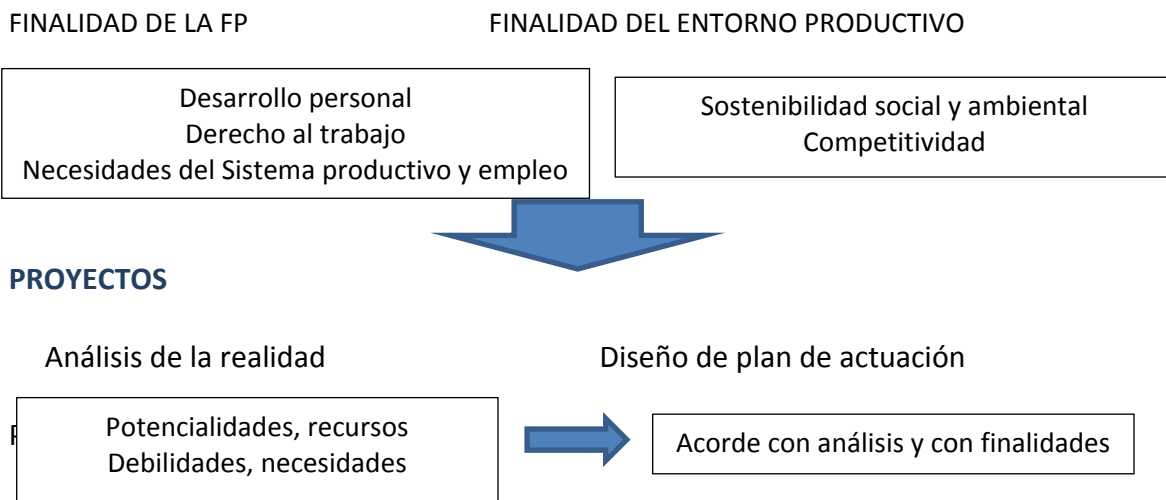 FINALIDAD DE LA FP
FINALIDAD DEL ENTORNO PRODUCTIVO
Desarrollo personal
Derecho al trabajo
Necesidades del Sistema productivo y empleo
Sostenibilidad social y ambiental
Competitividad
PROYECTOS
Análisis de la realidad
Diseño de plan de actuación
Potencialidades, recursos
Debilidades, necesidades
Acorde con análisis y con finalidades